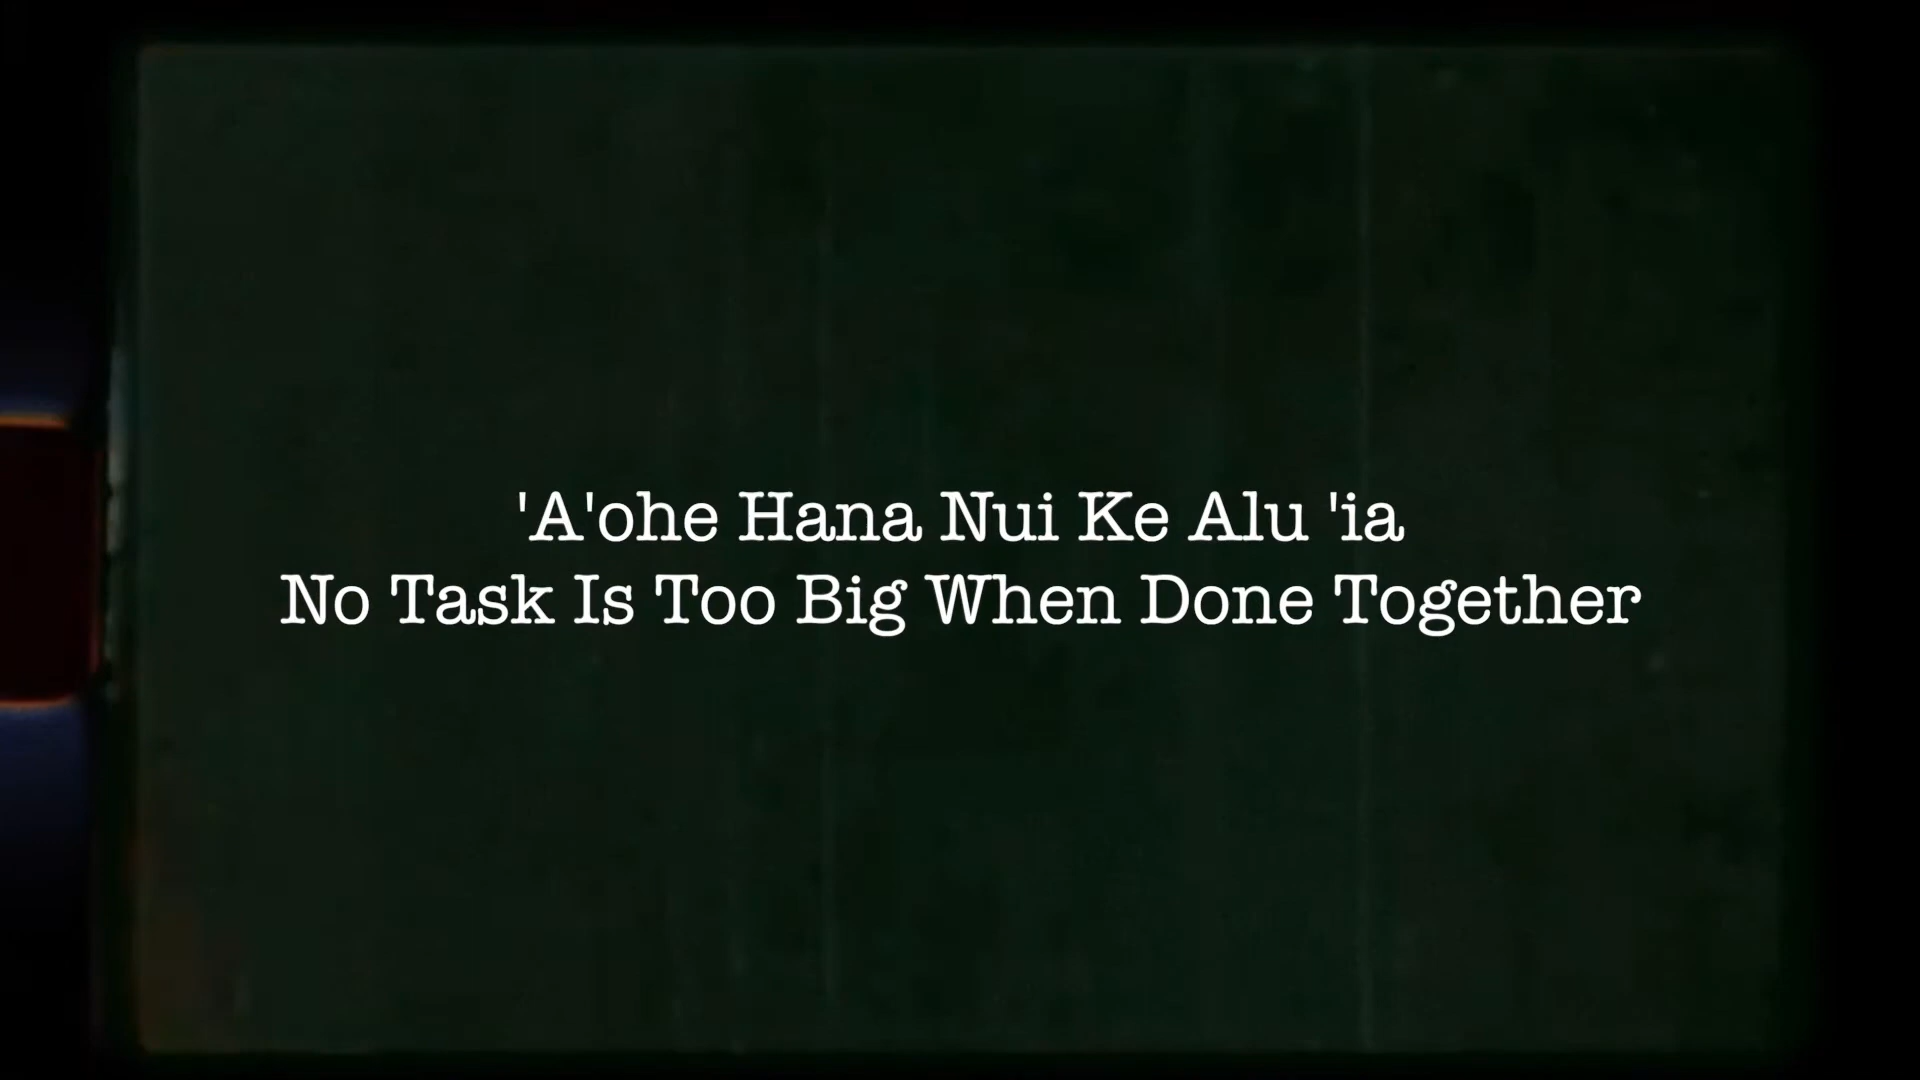 'A'ohe Hana Nui Ke Alu 'ia
No Task Is Too Big When Done Together